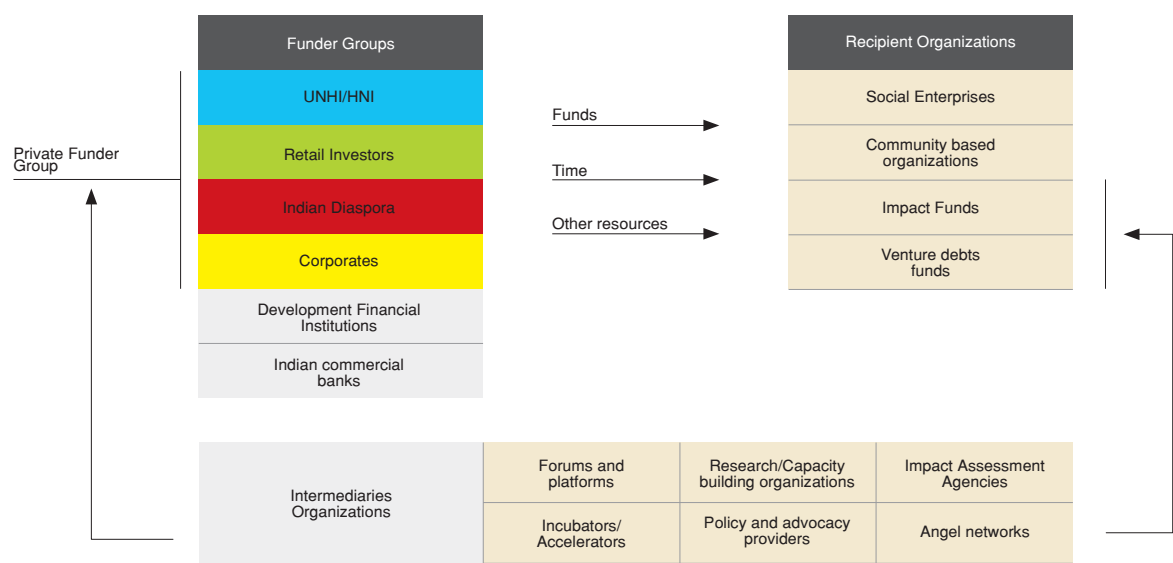 Funder Groups
Recipient Organizations
UNHI/HNI
Social Enterprises
Funds
Private Funder
Group
Retail Investors
Community based
organizations
Time
Indian Diaspora
Impact Funds
Other resources
Corporates
Venture debts
funds
Development Financial
Institutions
Indian commercial
banks
Intermediaries
Organizations
Forums and
platforms
Research/Capacity
building organizations
Impact Assessment
Agencies
Incubators/
Accelerators
Policy and advocacy
providers
Angel networks